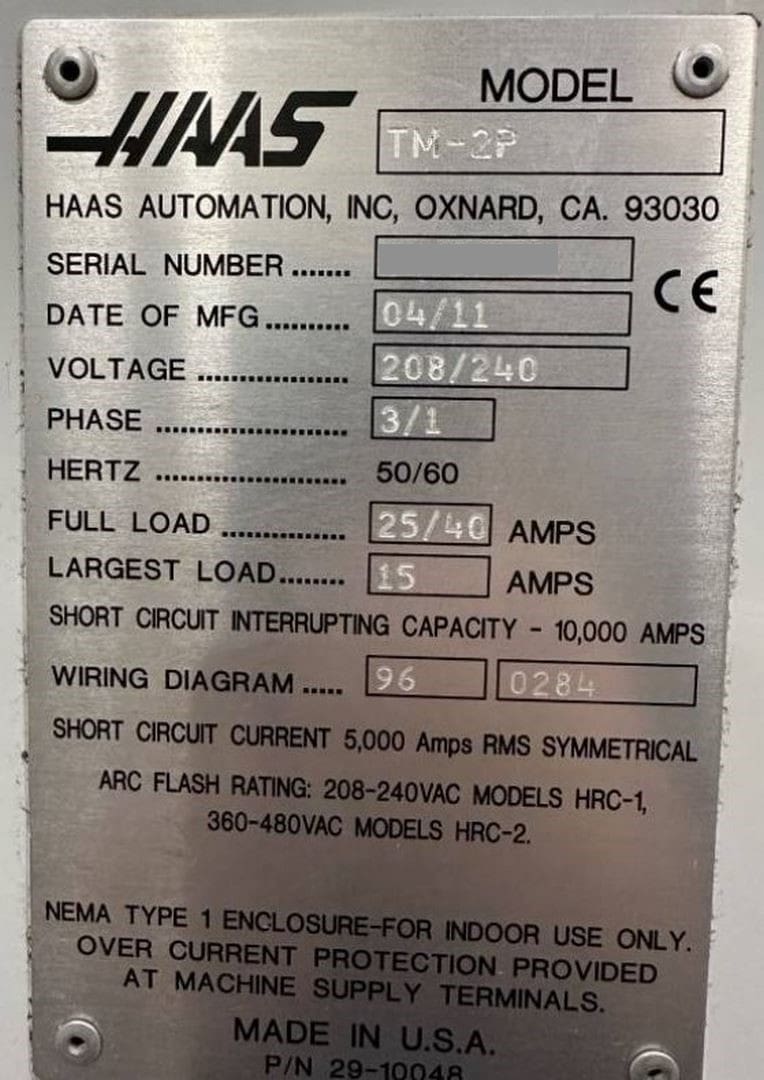 MODEL
HAAS TM-2P
HAAS AUTOMATION, INC, OXNARD, CA. 93030
SERIAL NUMBER .......
CE
DATE OF MFG .......... 04/11
VOLTAGE .................. 208/240
PHASE ....................... 3/1
HERTZ ....................... 50/60
FULL LOAD ............... 25/40 AMPS
LARGEST LOAD........ 15 AMPS
SHORT CIRCUIT INTERRUPTING CAPACITY - 10,000 AMPS
WIRING DIAGRAM ..... 96 0284
SHORT CIRCUIT CURRENT 5,000 Amps RMS SYMMETRICAL
ARC FLASH RATING: 208-240VAC MODELS HRC-1,
360-480VAC MODELS HRC-2.
NEMA TYPE 1 ENCLOSURE-FOR INDOOR USE ONLY.
OVER CURRENT PROTECTION PROVIDED
AT MACHINE SUPPLY TERMINALS.
MADE IN U.S.A.
P/N 29-10048